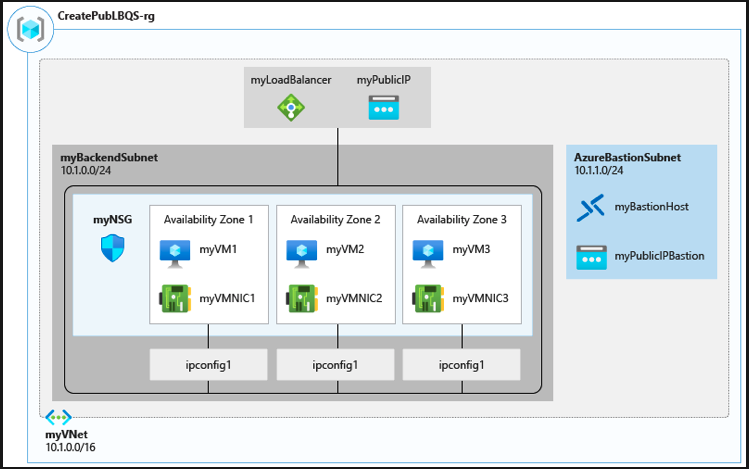 CreatePubLBQS-rg
myLoadBalancer
myPublicIP
myBackendSubnet
10.1.0.0/24
AzureBastionSubnet
10.1.1.0/24
myNSG
Availability Zone 1
Availability Zone 2
Availability Zone 3
myBastionHost
myVM1
myVM2
myVM3
myPublicIPBastion
myVMNIC1
myVMNIC2
myVMNIC3
ipconfig1
ipconfig1
ipconfig1
myVNet
10.1.0.0/16